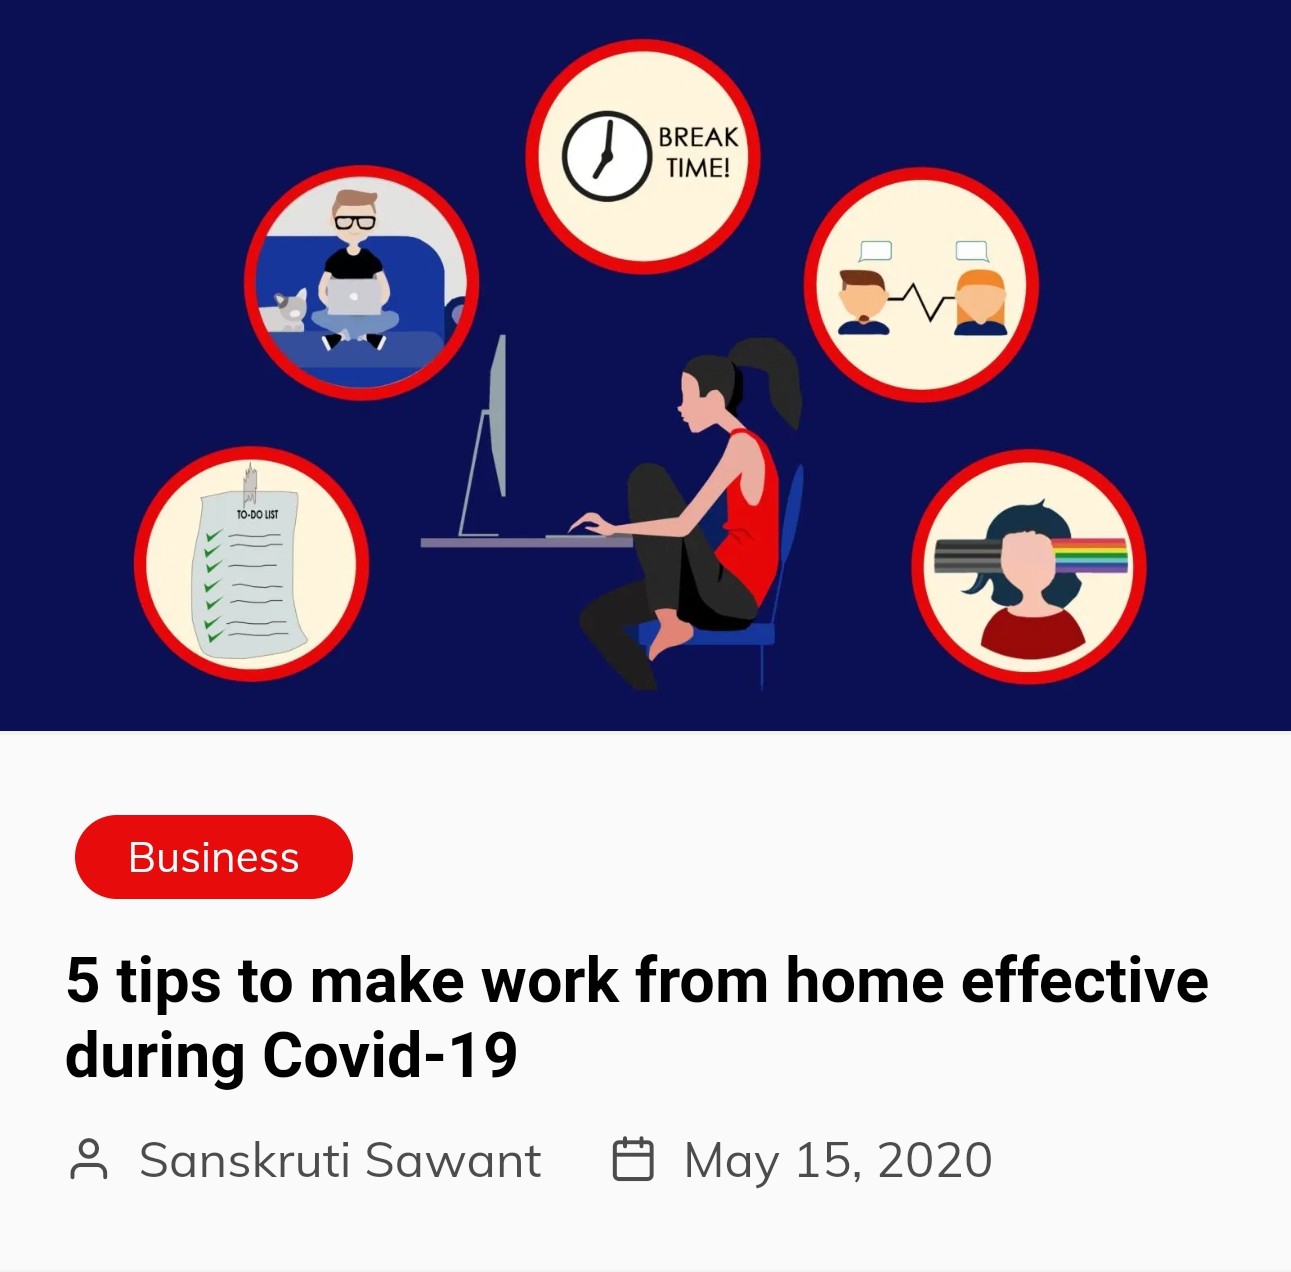 BREAK
TIME!
TO-DO LIST
Business
5 tips to make work from home effective
during Covid-19
Sanskruti Sawant
May 15, 2020